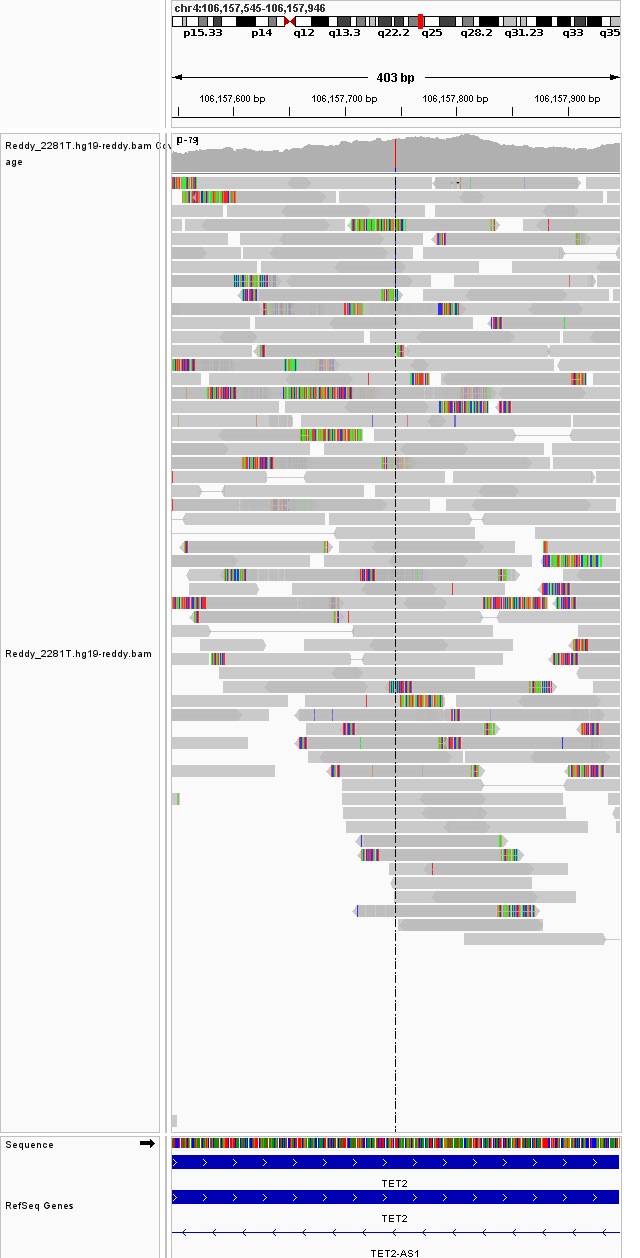 chr4:106,157,545-106,157,946
p15.33 p14 q12 q13.3 q22.2 q25 q28.2 q31.23 q33 q35
403 bp
106,157,600 bp 106,157,700 bp 106,157,800 bp 106,157,900 bp
Reddy_2281T.hg19-reddy.bam Cov
age
[0-79]
Reddy_2281T.hg19-reddy.bam
Sequence
TET2
RefSeq Genes
TET2
TET2-AS1